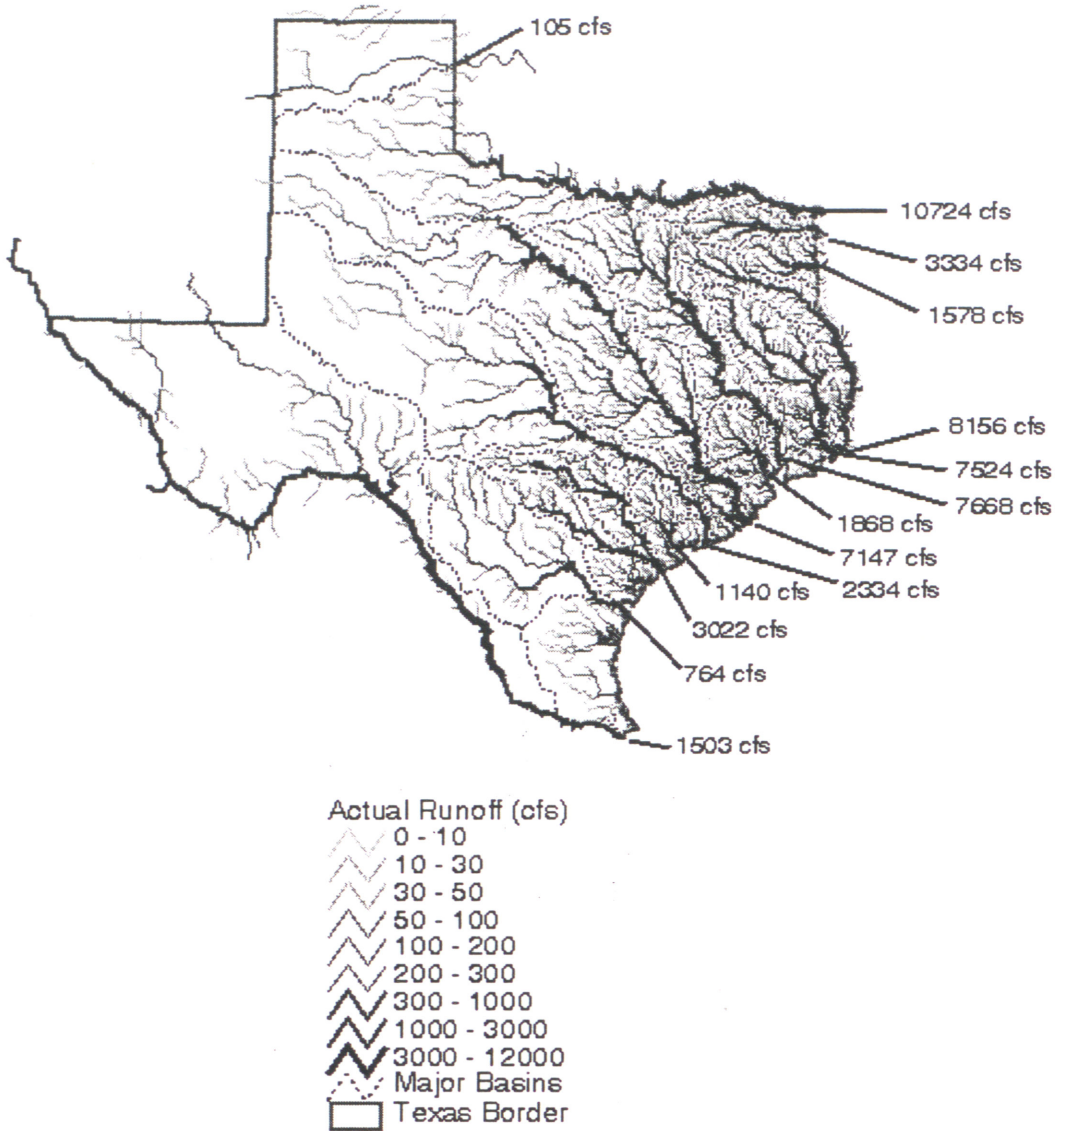 105 cfs
10724 cfs
3334 cfs
1578 cfs
8156 cfs
7524 cfs
7668 cfs
1868 cfs
7147 cfs
2334 cfs
1140 cfs
3022 cfs
764 cfs
1503 cfs
Actual Runoff (cfs)
0 - 10
10 - 30
30 - 50
50 - 100
100 - 200
200 - 300
300 - 1000
1000 - 3000
3000 - 12000
Major Basins
Texas Border